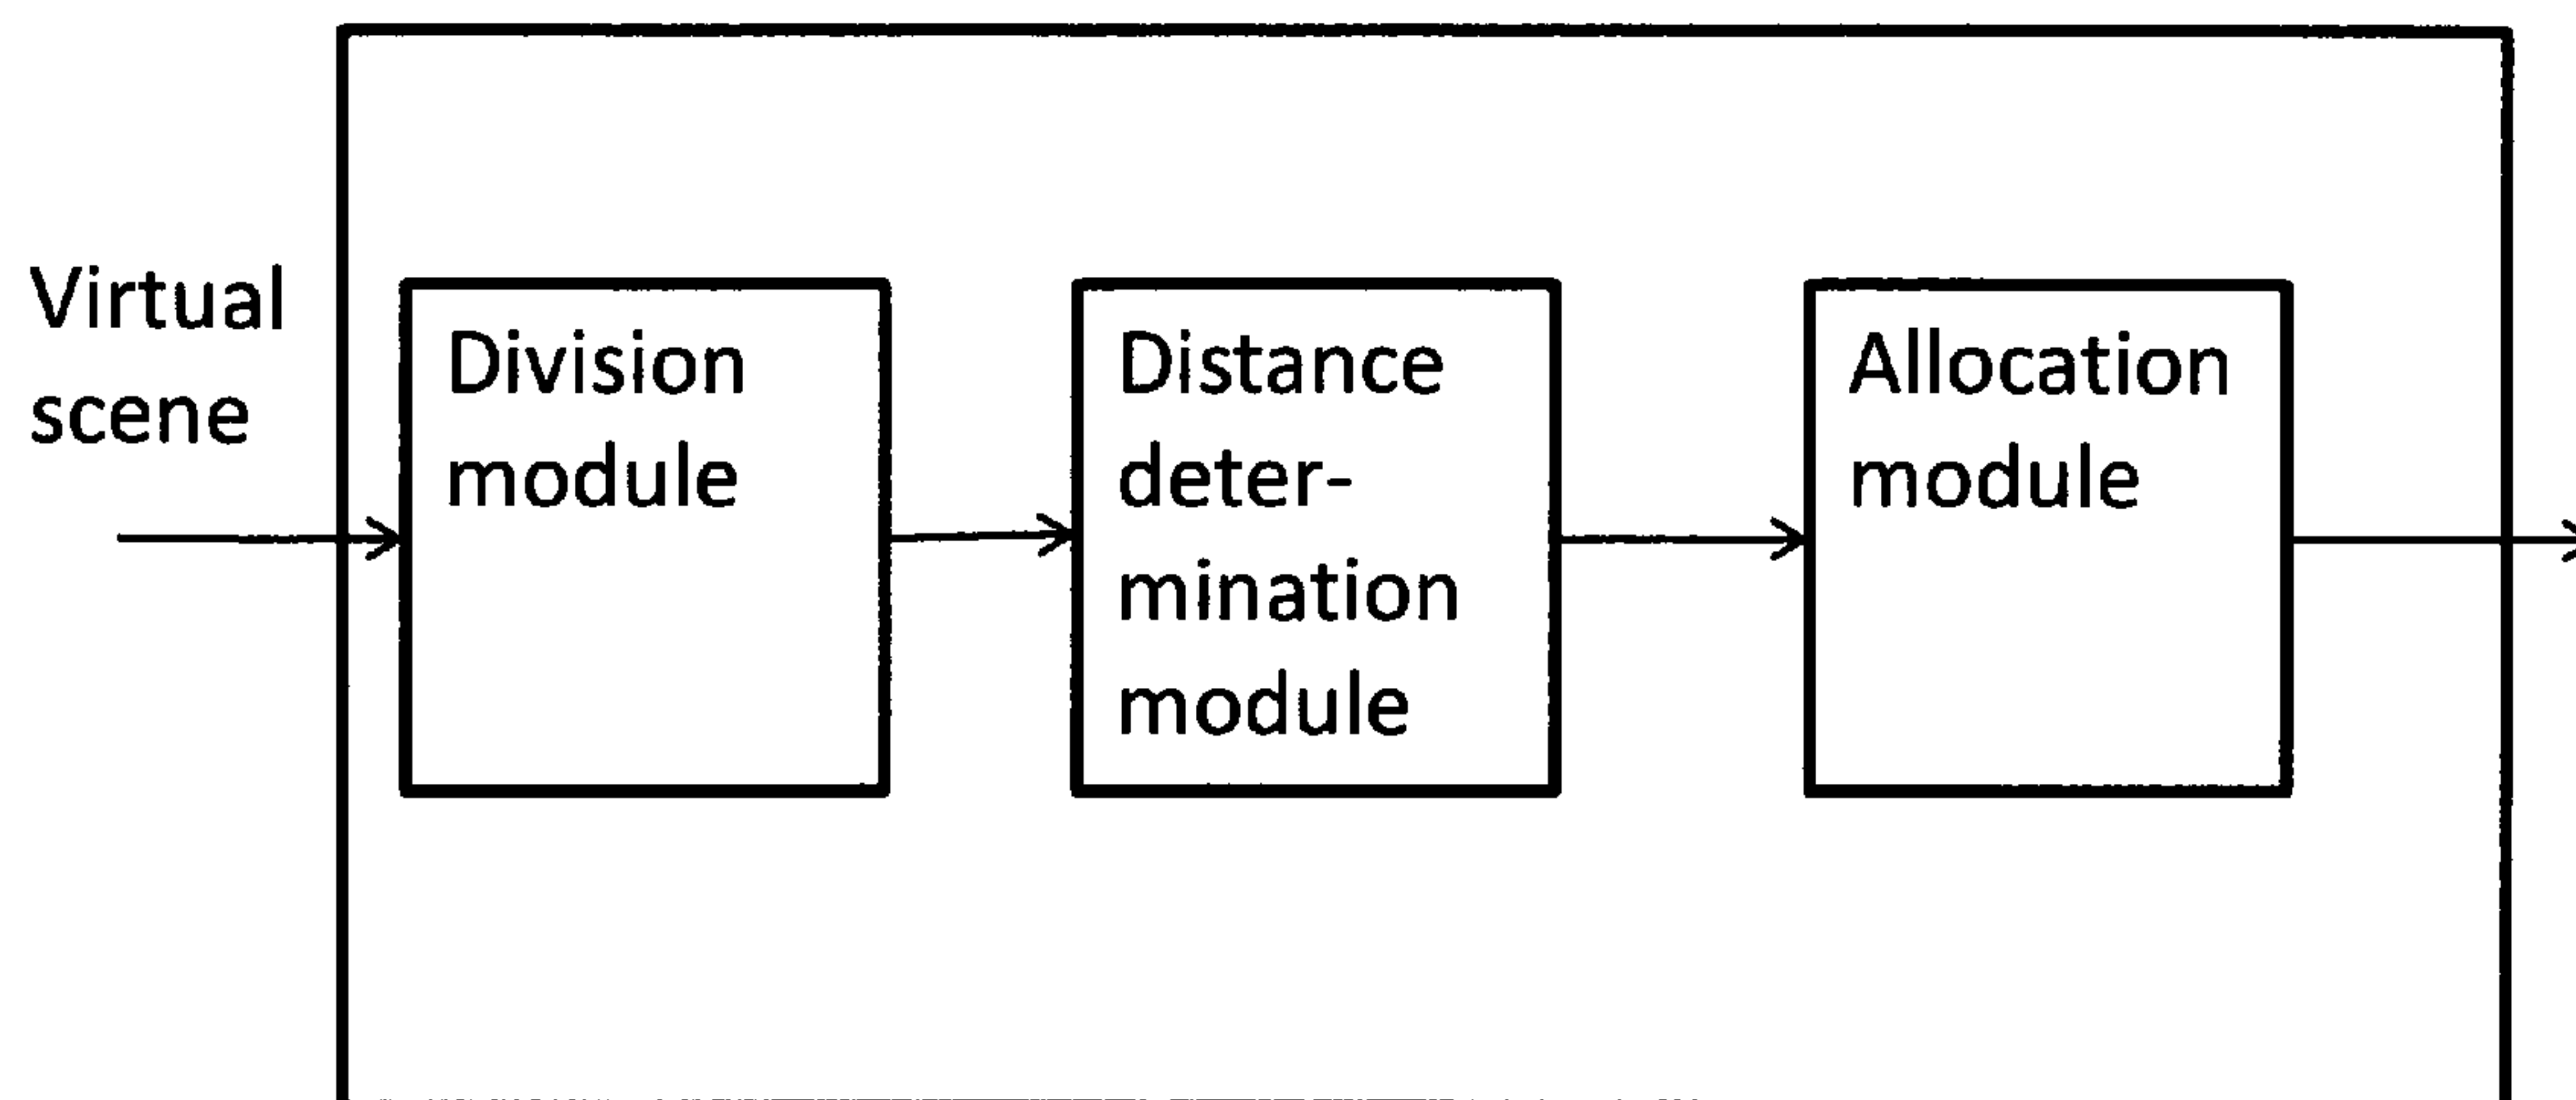 Virtual
scene
Division
module
Distance
deter-
mination
module
Allocation
module